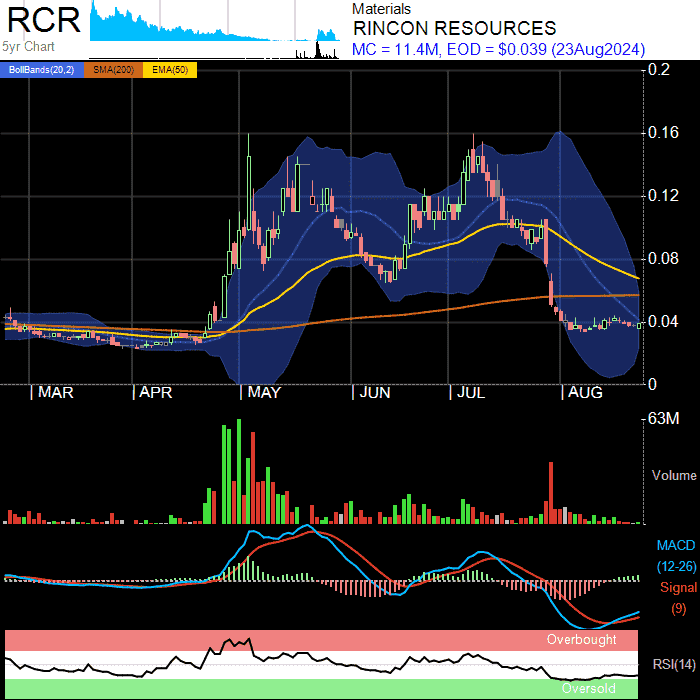 RCR
5yr Chart
Materials
RINCON RESOURCES
MC = 11.4M, EOD = $0.039 (23Aug2024)
BollBands(20,2) SMA(200) EMA(50)
0.2
0.16
0.12
0.08
0.04
0
MAR APR MAY JUN JUL AUG
63M
Volume
MACD
(12-26)
Signal
(9)
Overbought
RSI(14)
Oversold